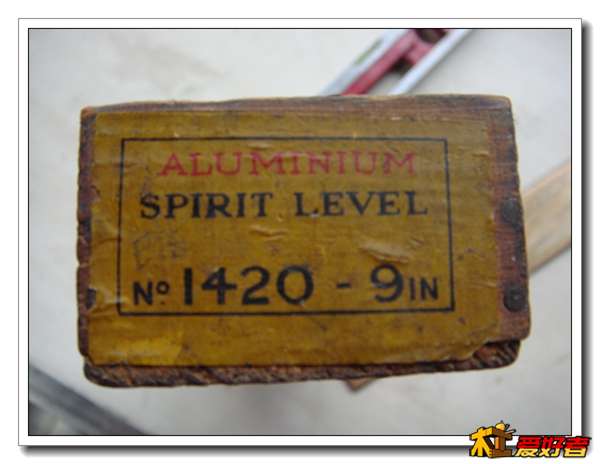 ALUMINIUM
SPIRIT LEVEL
No 1420 - 9IN
木工爱好者